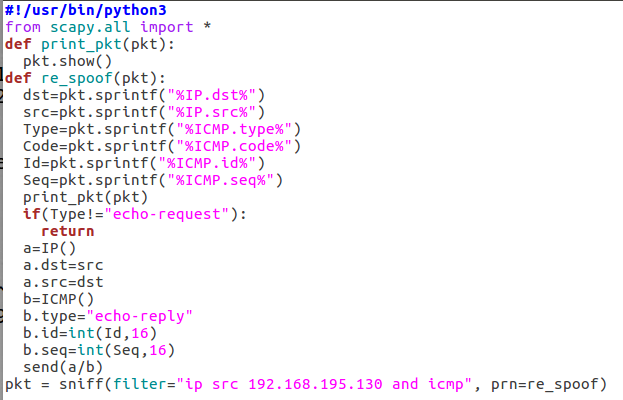 #!/usr/bin/python3
from scapy.all import *
def print_pkt(pkt):
  pkt.show()
def re_spoof(pkt):
  dst=pkt.sprintf("%IP.dst%")
  src=pkt.sprintf("%IP.src%")
  Type=pkt.sprintf("%ICMP.type%")
  Code=pkt.sprintf("%ICMP.code%")
  Id=pkt.sprintf("%ICMP.id%")
  Seq=pkt.sprintf("%ICMP.seq%")
  print_pkt(pkt)
  if(Type!="echo-request"):
    return
  a=IP()
  a.dst=src
  a.src=dst
  b=ICMP()
  b.type="echo-reply"
  b.id=int(Id,16)
  b.seq=int(Seq,16)
  send(a/b)
pkt = sniff(filter="ip src 192.168.195.130 and icmp", prn=re_spoof)